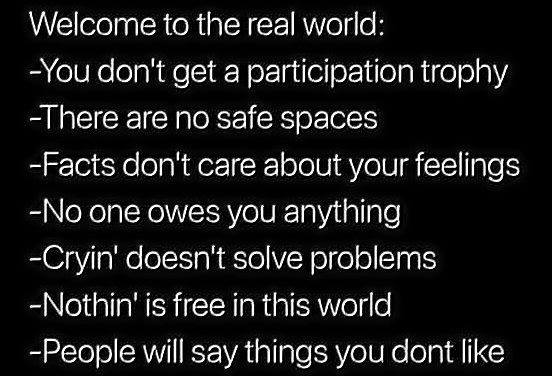 Welcome to the real world:
-You don't get a participation trophy
-There are no safe spaces
-Facts don't care about your feelings
-No one owes you anything
-Cryin' doesn't solve problems
-Nothin' is free in this world
-People will say things you dont like